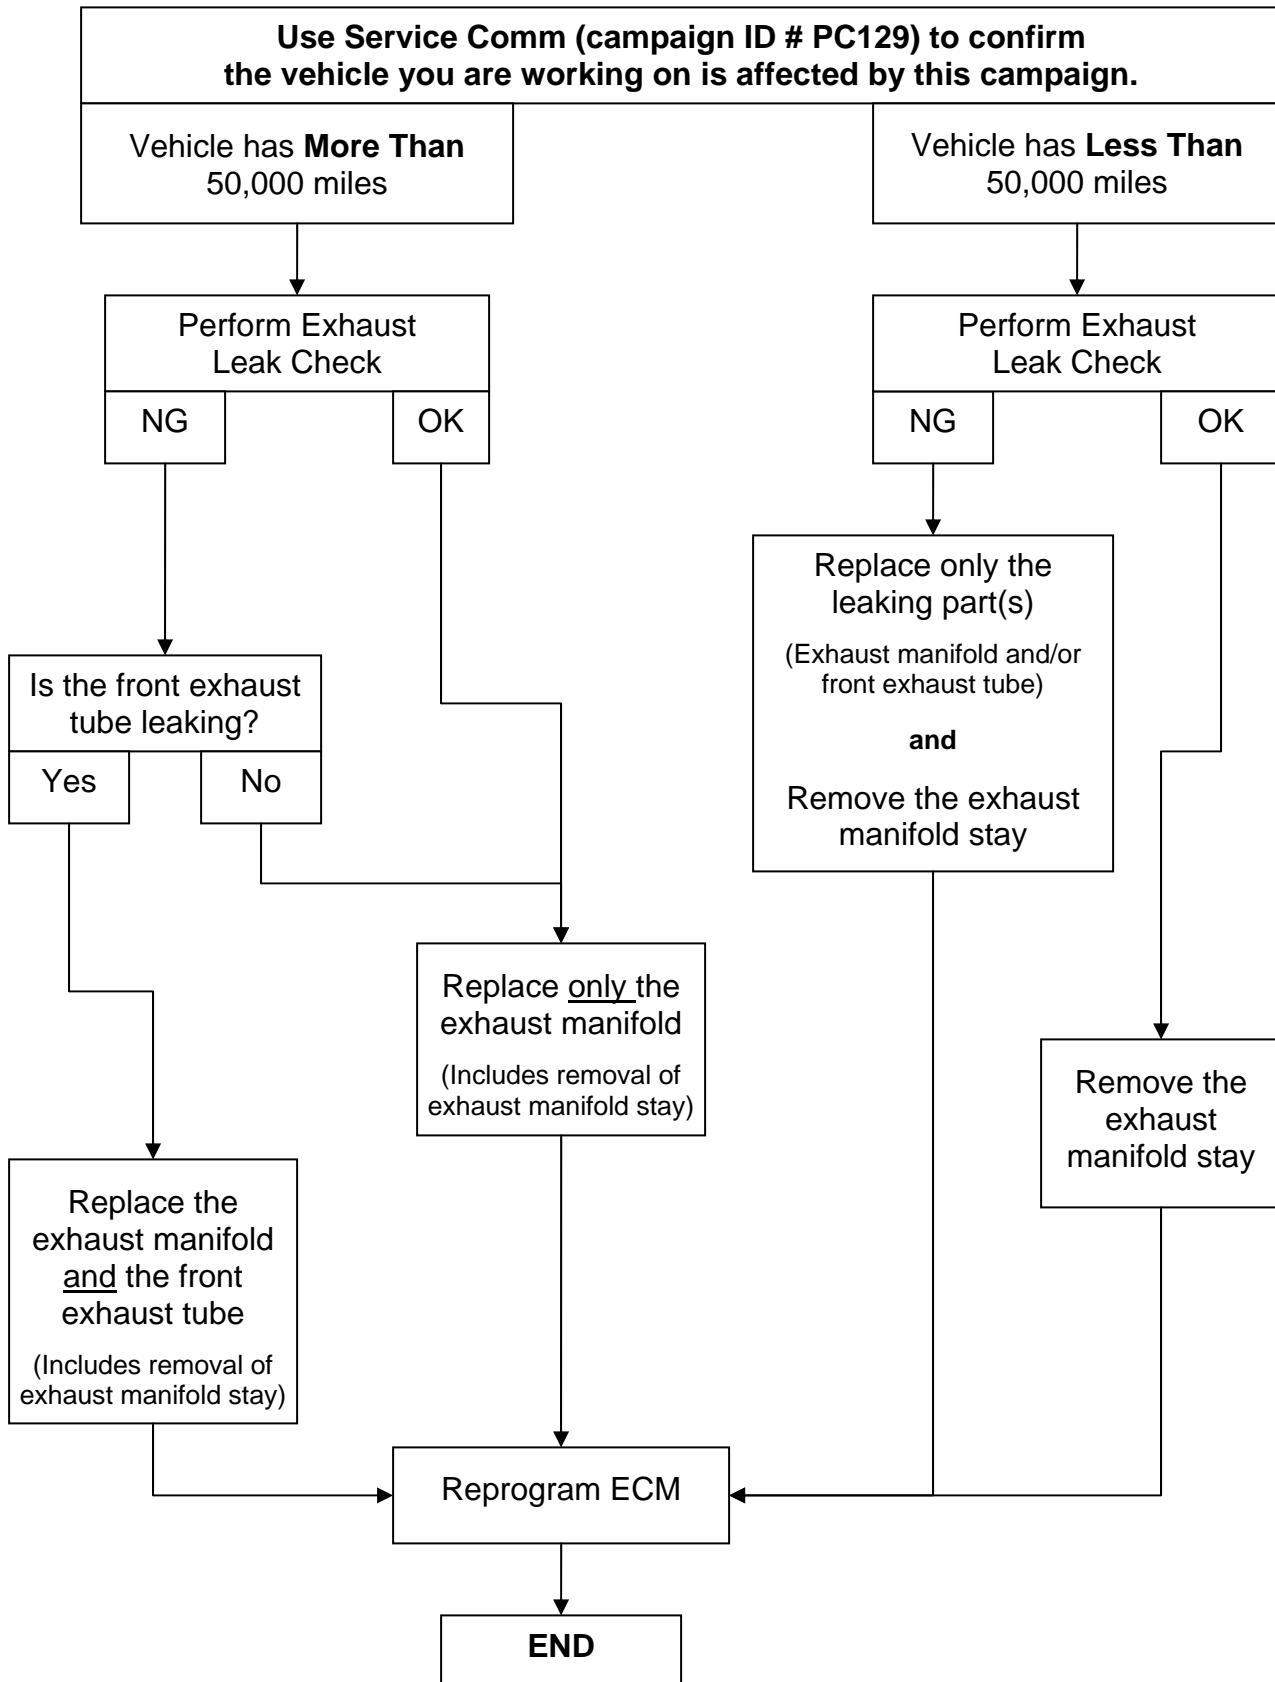 Use Service Comm (campaign ID # PC129) to confirm
the vehicle you are working on is affected by this campaign.
Vehicle has More Than
50,000 miles
Vehicle has Less Than
50,000 miles
Perform Exhaust
Leak Check
NG
OK
Perform Exhaust
Leak Check
NG
OK
Is the front exhaust
tube leaking?
Yes
No
Replace only the
leaking part(s)
(Exhaust manifold and/or
front exhaust tube)
and
Remove the exhaust
manifold stay
Replace only the
exhaust manifold
(Includes removal of
exhaust manifold stay)
Remove the
exhaust
manifold stay
Replace the
exhaust manifold
and the front
exhaust tube
(Includes removal of
exhaust manifold stay)
Reprogram ECM
END